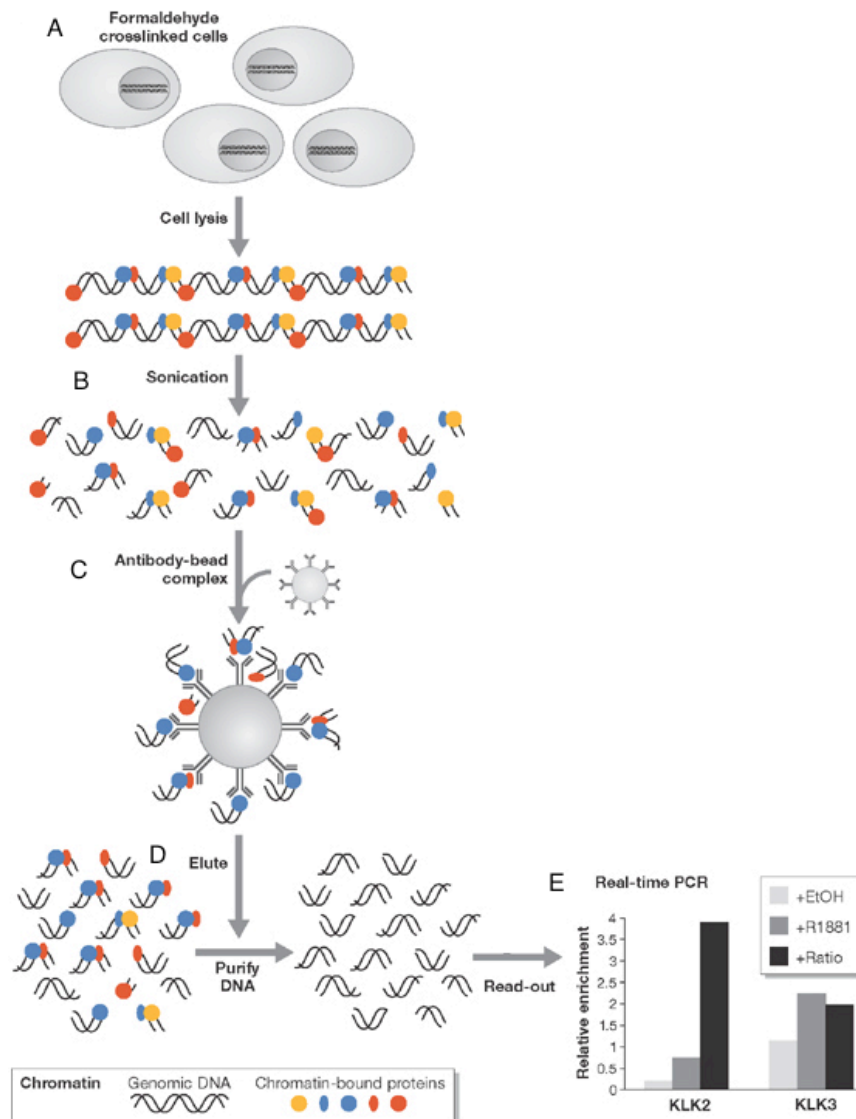 A
Formaldehyde
crosslinked cells
Cell lysis
B
Sonication
C
Antibody-bead
complex
D
Elute
Purify
DNA
Read-out
E
Real-time PCR
+EtOH
+R1881
+Ratio
Relative enrichment
4
3.5
3
2.5
2
1.5
1
0.5
0
KLK2
KLK3
Chromatin
Genomic DNA
Chromatin-bound proteins